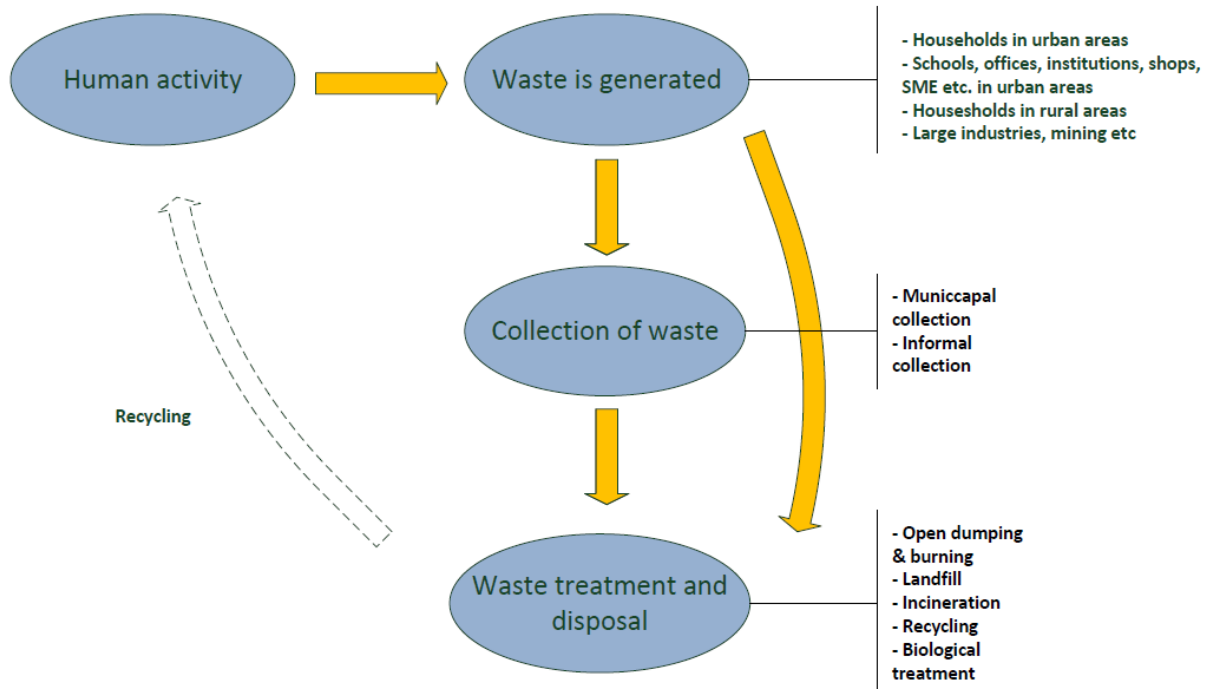 Human activity
Waste is generated
- Households in urban areas
- Schools, offices, institutions, shops,
SME etc. in urban areas
- Housesholds in rural areas
- Large industries, mining etc
Collection of waste
- Municcapal
collection
- Informal
collection
Recycling
Waste treatment and
disposal
- Open dumping
& burning
- Landfill
- Incineration
- Recycling
- Biological
treatment